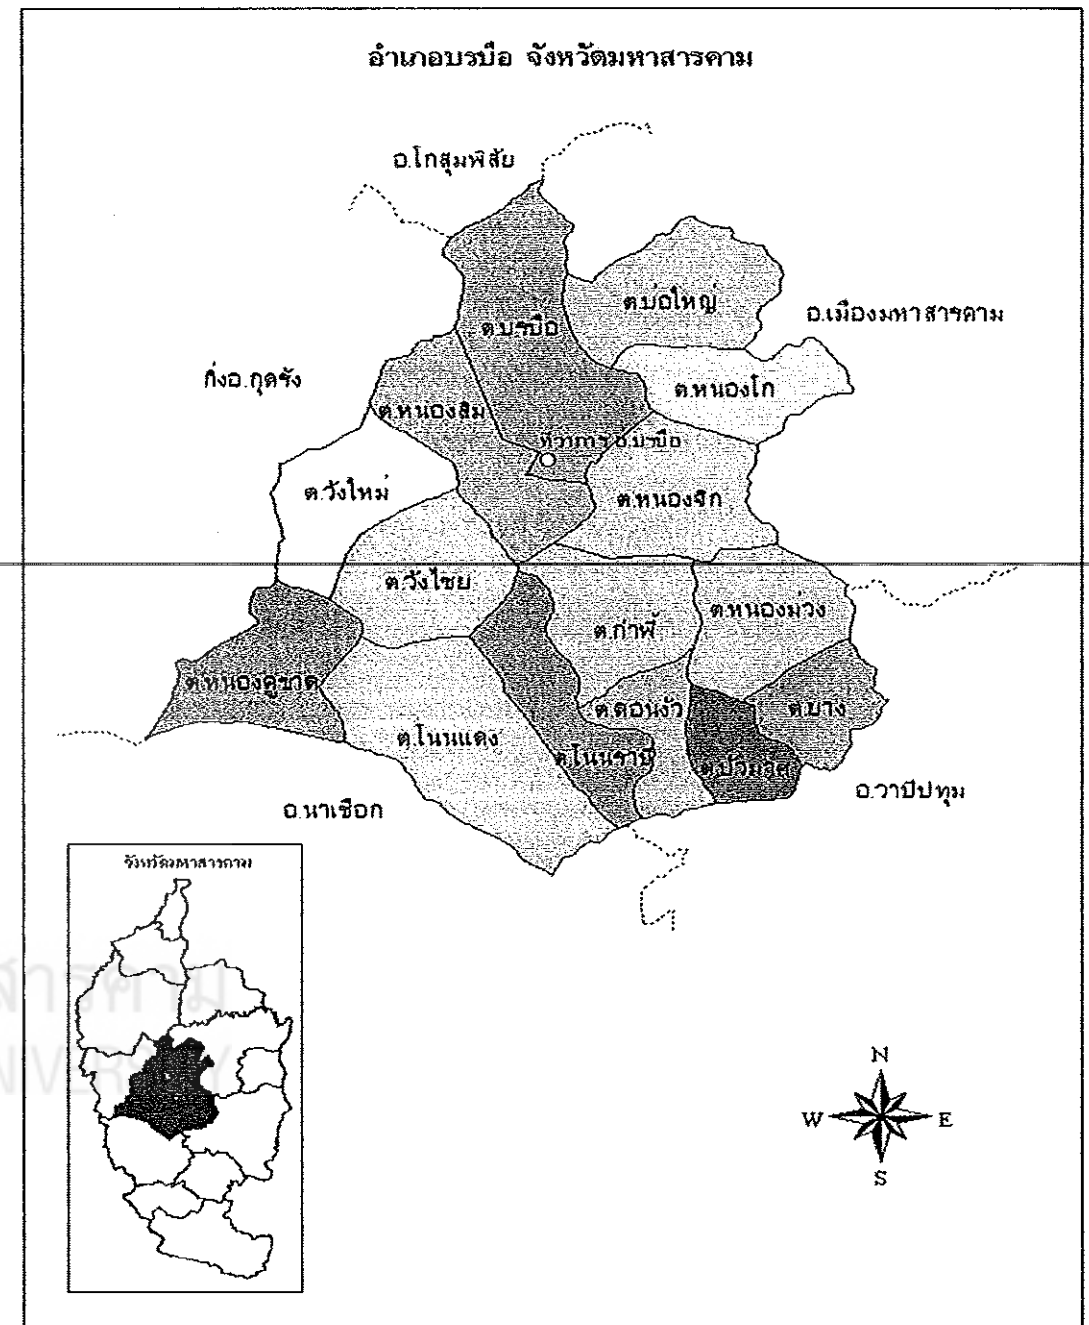 อำเภอบรบือ จังหวัดมหาสารคาม
อ.โกสุมพิสัย
ต.บ่อใหญ่
อ.เมืองมหาสารคาม
ต.บรบือ
กิ่งอ.กุดรัง
ต.หนองโก
ต.หนองสิม
ที่ว่าการ อ.บรบือ
ต.วังใหม่
ต.หนองจิก
ต.วังไชย
ต.หนองม่วง
ต.กำพี้
ต.หนองคูขาด
ต.ดอนงัว
ต.ยาง
ต.โนนแดง
ต.โนนราษี
ต.บัวมาศ
อ.วาปีปทุม
อ.นาเชือก
จังหวัดมหาสารคาม
สารคาม
N
W E
S